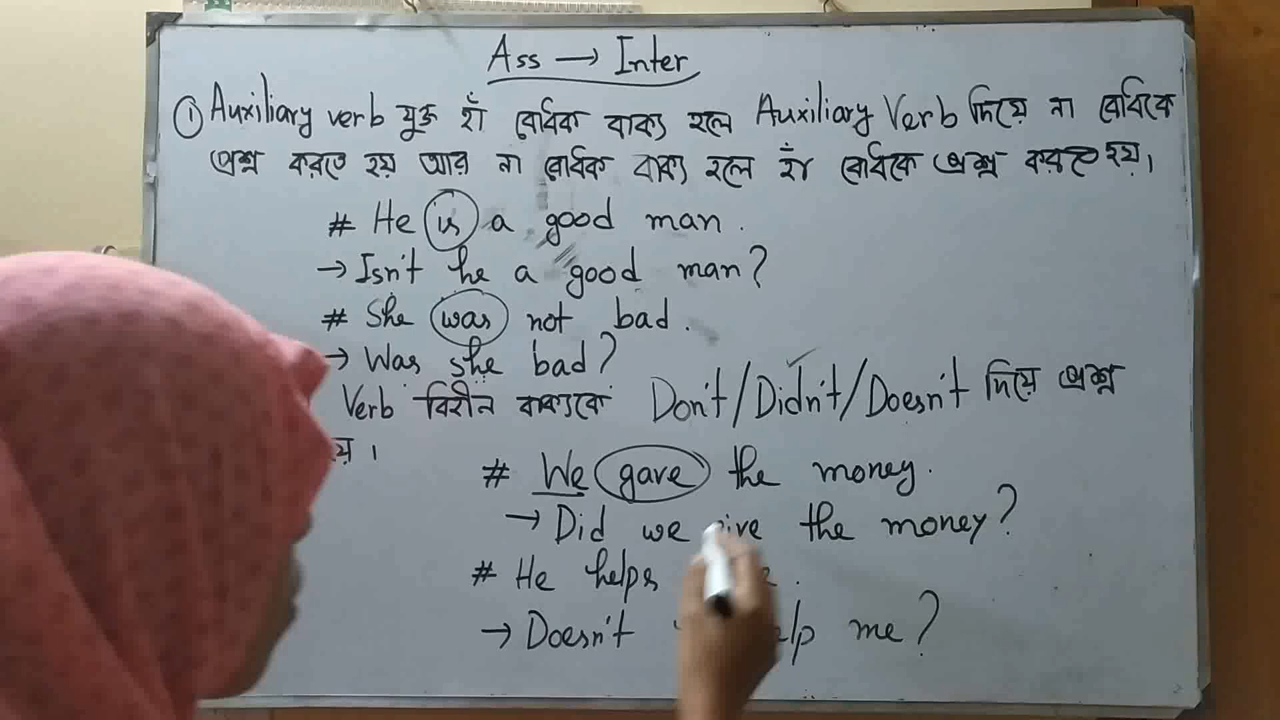 Ass → Inter
① Auxiliary verb যুক্ত হাঁ বোধক বাক্য হলে Auxiliary Verb দিয়ে না বোধকে
প্রশ্ন করতে হয় আর না বোধক বাক্য হলে হাঁ বোধকে প্রশ্ন করতে হয়।
# He is a good man.
→ Isn't he a good man?
# She was not bad.
→ Was she bad?
Verb বিহীন বাক্যকে Don't/Didn't/Doesn't দিয়ে প্রশ্ন
# We gave the money.
→ Did we give the money?
# He helps
→ Doesn't help me?